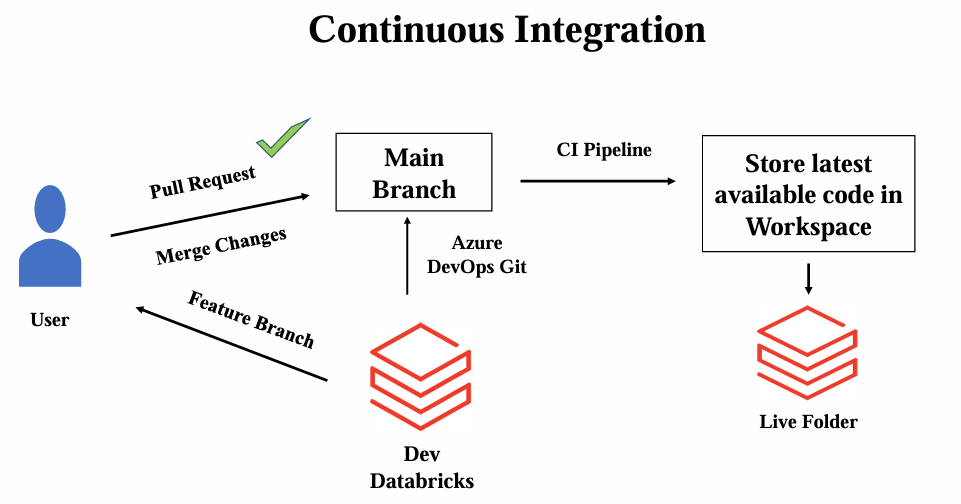 Continuous Integration
Pull Request
Merge Changes
User
Feature Branch
Main
Branch
Azure
DevOps Git
Dev
Databricks
CI Pipeline
Store latest
available code in
Workspace
Live Folder